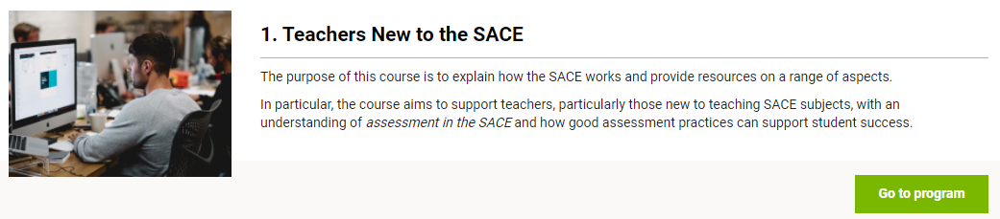 1. Teachers New to the SACE
The purpose of this course is to explain how the SACE works and provide resources on a range of aspects.
In particular, the course aims to support teachers, particularly those new to teaching SACE subjects, with an
understanding of assessment in the SACE and how good assessment practices can support student success.
Go to program